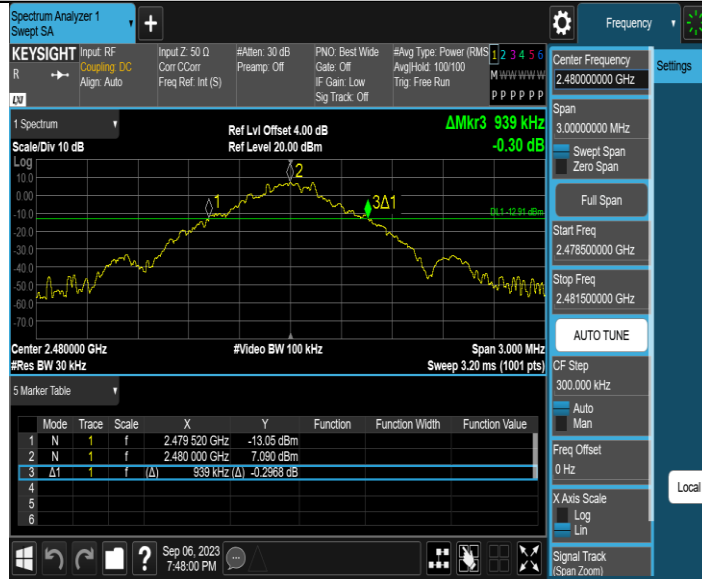 Spectrum Analyzer 1
Swept SA
+
Frequency
KEYSIGHT
R
LXI
Input: RF
Coupling: DC
Align: Auto
Input Z: 50 Ω
Corr CCorr
Freq Ref: Int (S)
#Atten: 30 dB
Preamp: Off
PNO: Best Wide
Gate: Off
IF Gain: Low
Sig Track: Off
#Avg Type: Power (RMS
Avg|Hold: 100/100
Trig: Free Run
1 2 3 4 5 6
M W W W W W
P P P P P P
1 Spectrum
Scale/Div 10 dB
Ref Lvl Offset 4.00 dB
Ref Level 20.00 dBm
ΔMkr3 939 kHz
-0.30 dB
Log
10.0
0.00
-10.0
-20.0
-30.0
-40.0
-50.0
-60.0
-70.0
1
2
3Δ1
DL1 -12.91 dBm
Center 2.480000 GHz
#Res BW 30 kHz
#Video BW 100 kHz
Span 3.000 MHz
Sweep 3.20 ms (1001 pts)
5 Marker Table
Mode Trace Scale X Y Function Function Width Function Value
1 N 1 f 2.479 520 GHz -13.05 dBm
2 N 1 f 2.480 000 GHz 7.090 dBm
3 Δ1 1 f (Δ) 939 kHz (Δ) -0.2968 dB
4
5
6
Sep 06, 2023
7:48:00 PM
Center Frequency
2.480000000 GHz
Span
3.00000000 MHz
Swept Span
Zero Span
Full Span
Start Freq
2.478500000 GHz
Stop Freq
2.481500000 GHz
AUTO TUNE
CF Step
300.000 kHz
Auto
Man
Freq Offset
0 Hz
X Axis Scale
Log
Lin
Signal Track
(Span Zoom)
Settings
Local